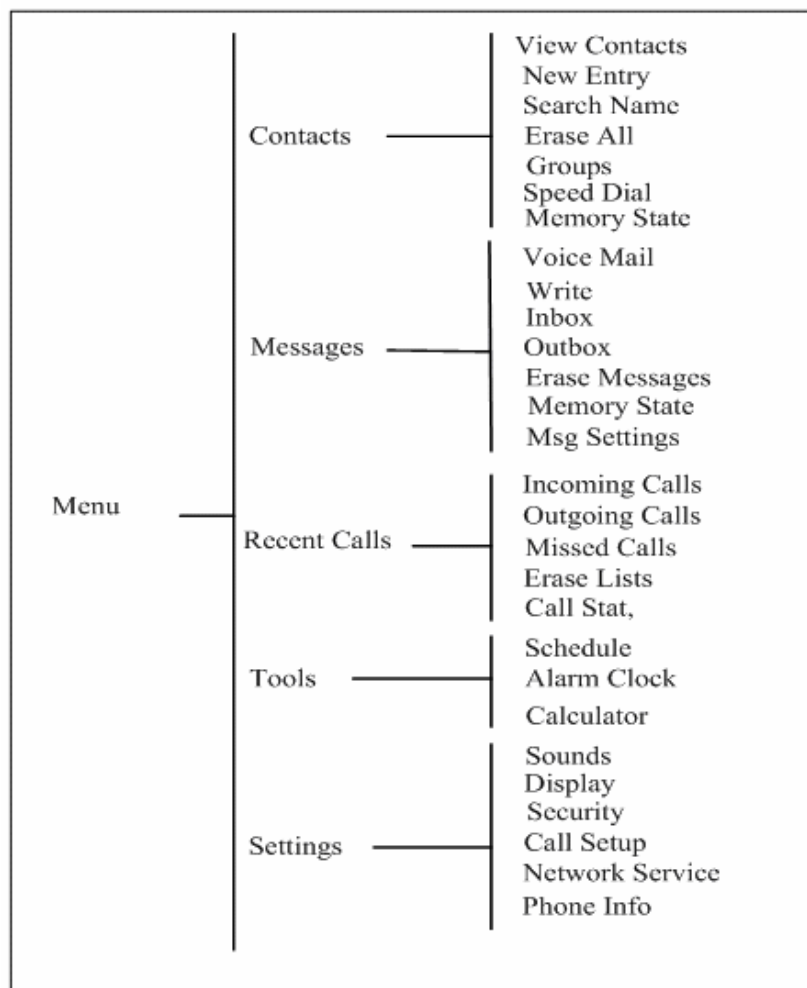 Menu
Contacts
View Contacts
New Entry
Search Name
Erase All
Groups
Speed Dial
Memory State
Messages
Voice Mail
Write
Inbox
Outbox
Erase Messages
Memory State
Msg Settings
Recent Calls
Incoming Calls
Outgoing Calls
Missed Calls
Erase Lists
Call Stat,
Tools
Schedule
Alarm Clock
Calculator
Settings
Sounds
Display
Security
Call Setup
Network Service
Phone Info